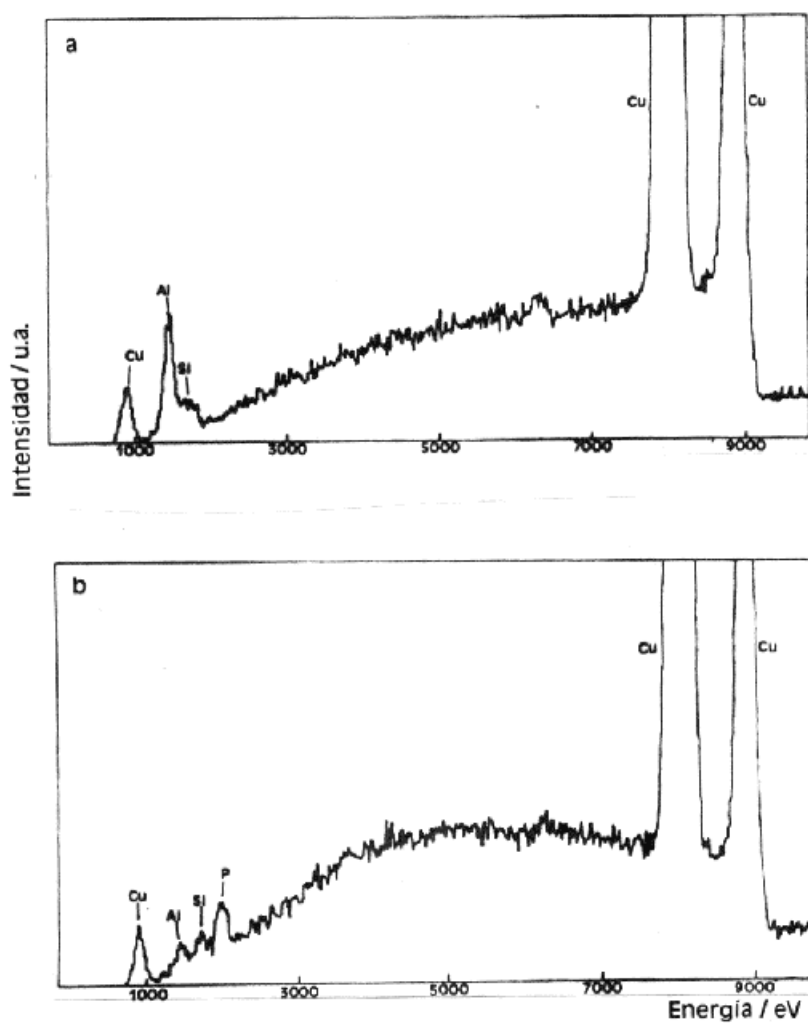 a
Cu
Cu
Al
Cu
Si
1000 3000 5000 7000 9000
Intensidad / u.a.
b
Cu
Cu
P
Cu
Al
Si
1000 3000 5000 7000 9000
Energía / eV